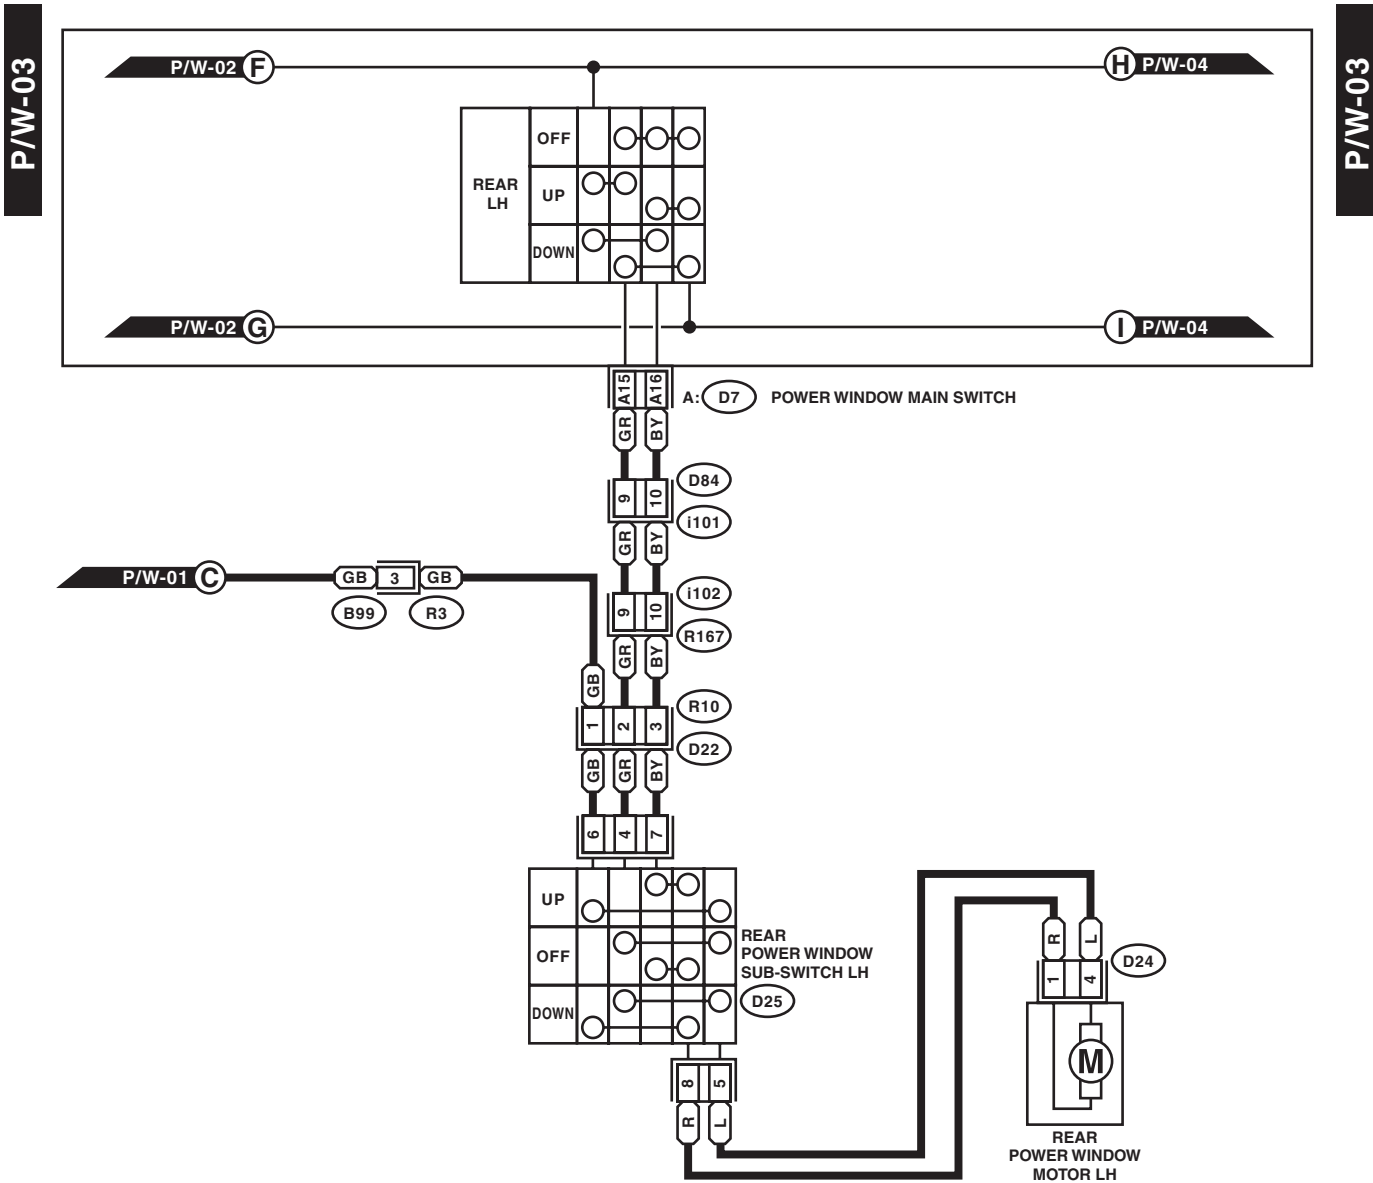 P/W-03
P/W-03
P/W-02 F
H P/W-04
REAR
LH
OFF
UP
DOWN
P/W-02 G
I P/W-04
A15 A16
A: D7 POWER WINDOW MAIN SWITCH
GR BY
9 10
D84
i101
GR BY
P/W-01 C
GB 3 GB
B99 R3
9 10
i102
R167
GR BY
GB
1 2 3
R10
D22
GB GR BY
6 4 7
UP
OFF
DOWN
REAR
POWER WINDOW
SUB-SWITCH LH
D25
8 5
R L
R L
1 4
D24
M
REAR
POWER WINDOW
MOTOR LH